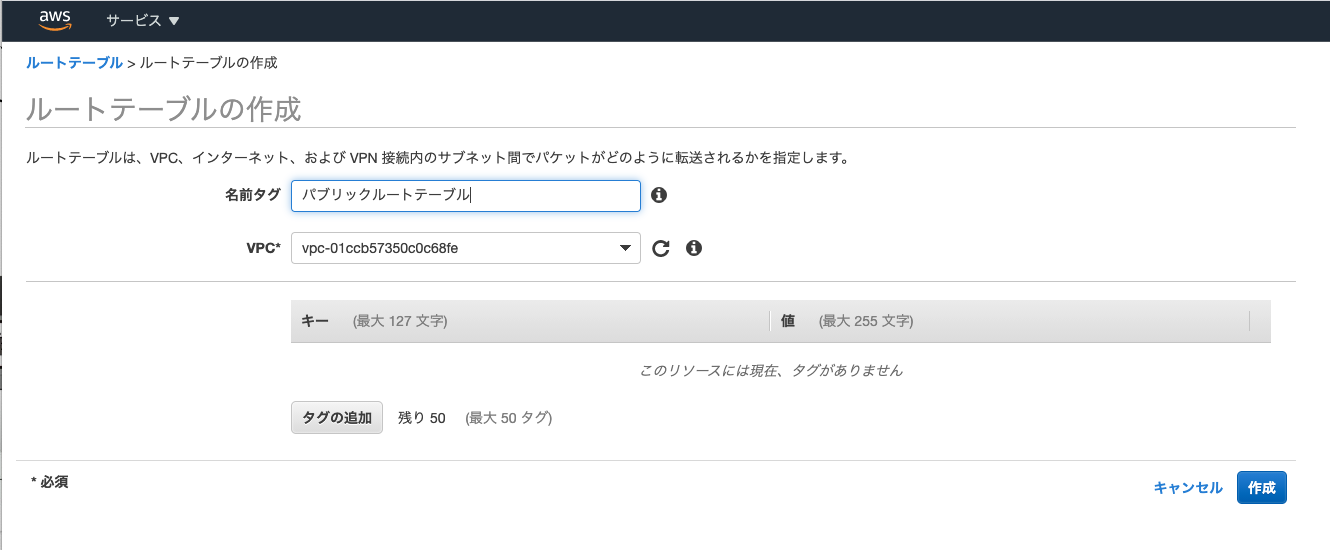 aws サービス ▼
ルートテーブル > ルートテーブルの作成
ルートテーブルの作成
ルートテーブルは、VPC、インターネット、および VPN 接続内のサブネット間でパケットがどのように転送されるかを指定します。
名前タグ パブリックルートテーブル
VPC* vpc-01ccb57350c0c68fe
キー (最大 127 文字) 値 (最大 255 文字)
このリソースには現在、タグがありません
タグの追加 残り 50 (最大 50 タグ)
* 必須 キャンセル 作成